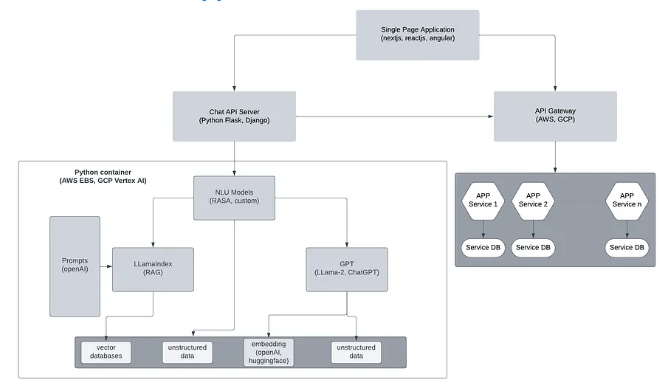 Single Page Application
(nextjs, reactjs, angular)
Chat API Server
(Python Flask, Django)
API Gateway
(AWS, GCP)
Python container
(AWS EBS, GCP Vertex AI)
NLU Models
(RASA, custom)
APP
Service 1
APP
Service 2
APP
Service n
Service DB
Service DB
Service DB
Prompts
(openAI)
LLamaIndex
(RAG)
GPT
(LLama-2, ChatGPT)
vector
databases
unstructured
data
embedding
(openAI,
huggingface)
unstructured
data